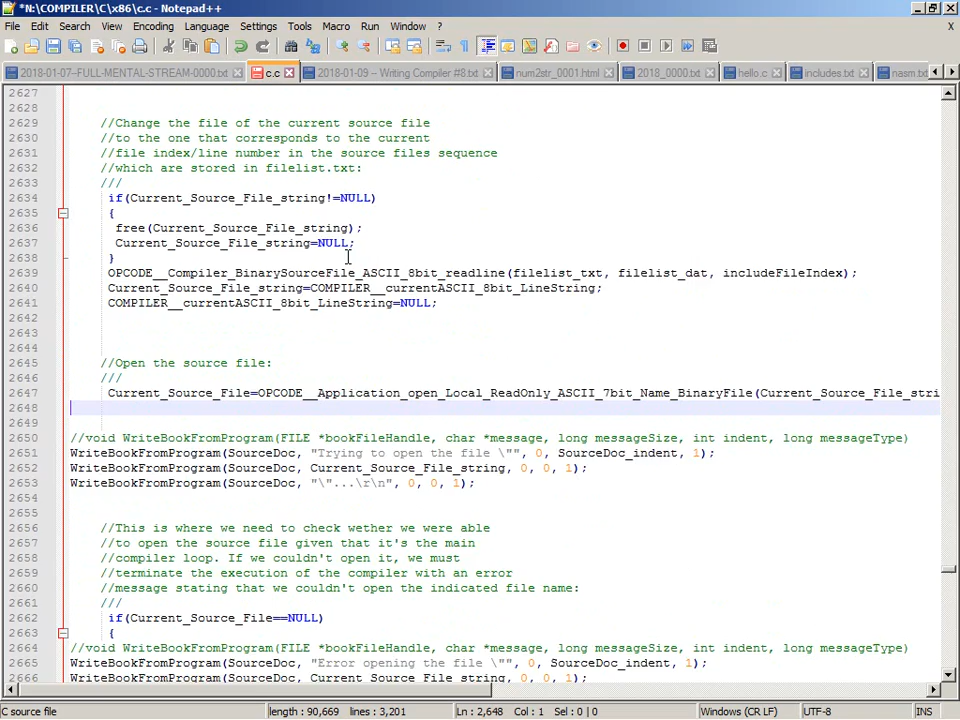 *N:\COMPILER\C\x86\c.c - Notepad++
File Edit Search View Encoding Language Settings Tools Macro Run Window ?
X
2018-01-07-FULL-MENTAL-STREAM-0000.txt c.c 2018-01-09 -- Writing Compiler #8.txt num2str_0001.html 2018_0000.txt hello.c includes.txt nasm.tx
2627
2628
2629 //Change the file of the current source file
2630 //to the one that corresponds to the current
2631 //file index/line number in the source files sequence
2632 //which are stored in filelist.txt:
2633 ///
2634 if(Current_Source_File_string!=NULL)
2635 {
2636 free(Current_Source_File_string);
2637 Current_Source_File_string=NULL;
2638 }
2639 OPCODE__Compiler_BinarySourceFile_ASCII_8bit_readline(filelist_txt, filelist_dat, includeFileIndex);
2640 Current_Source_File_string=COMPILER__currentASCII_8bit_LineString;
2641 COMPILER__currentASCII_8bit_LineString=NULL;
2642
2643
2644
2645 //Open the source file:
2646 ///
2647 Current_Source_File=OPCODE__Application_open_Local_ReadOnly_ASCII_7bit_Name_BinaryFile(Current_Source_File_stri
2648
2649
2650 //void WriteBookFromProgram(FILE *bookFileHandle, char *message, long messageSize, int indent, long messageType)
2651 WriteBookFromProgram(SourceDoc, "Trying to open the file \"", 0, SourceDoc_indent, 1);
2652 WriteBookFromProgram(SourceDoc, Current_Source_File_string, 0, 0, 1);
2653 WriteBookFromProgram(SourceDoc, "\"...\r\n", 0, 0, 1);
2654
2655
2656 //This is where we need to check wether we were able
2657 //to open the source file given that it's the main
2658 //compiler loop. If we couldn't open it, we must
2659 //terminate the execution of the compiler with an error
2660 //message stating that we couldn't open the indicated file name:
2661 ///
2662 if(Current_Source_File==NULL)
2663 {
2664 //void WriteBookFromProgram(FILE *bookFileHandle, char *message, long messageSize, int indent, long messageType)
2665 WriteBookFromProgram(SourceDoc, "Error opening the file \"", 0, SourceDoc_indent, 1);
2666 WriteBookFromProgram(SourceDoc, Current_Source_File_string, 0, 0, 1);
C source file length : 90,669 lines : 3,201 Ln : 2,648 Col : 1 Sel : 0 | 0 Windows (CR LF) UTF-8 INS